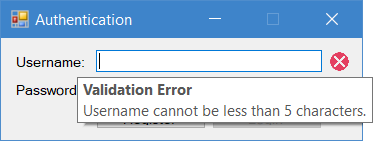 Authentication
Username:
Password
Validation Error
Username cannot be less than 5 characters.